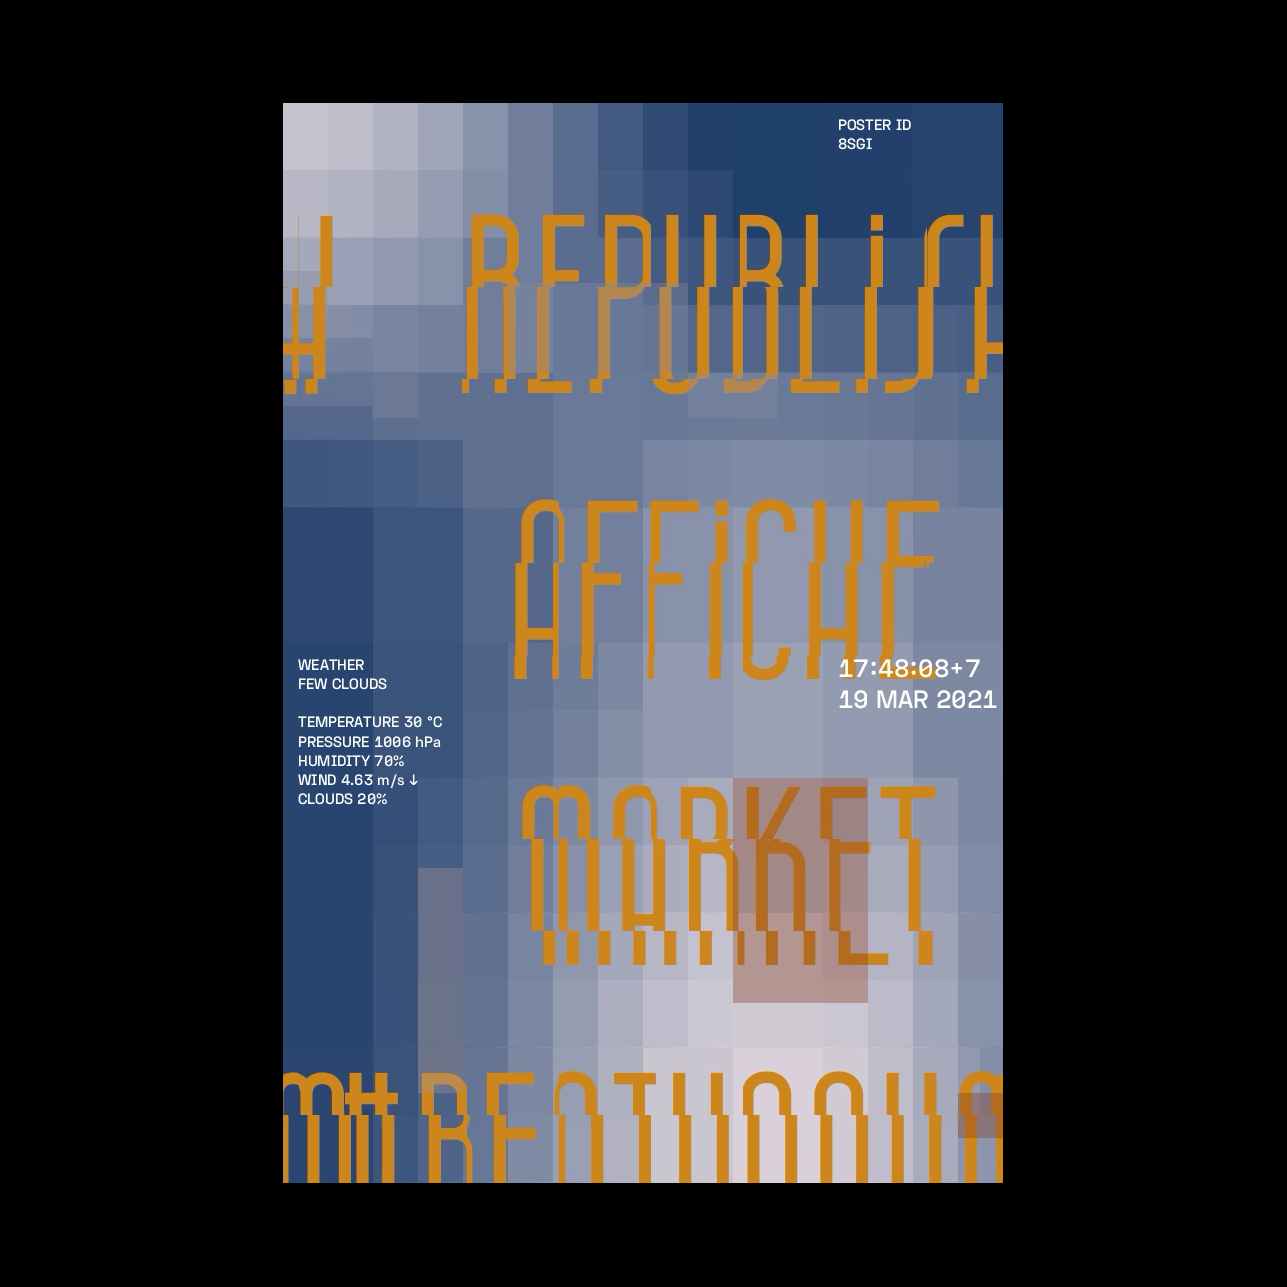 POSTER ID
8SGI
REPUBLiSH
AFFiCHE
17:48:08+7
19 MAR 2021
WEATHER
FEW CLOUDS
TEMPERATURE 30 °C
PRESSURE 1006 hPa
HUMIDITY 70%
WIND 4.63 m/s ↓
CLOUDS 20%
MARKET